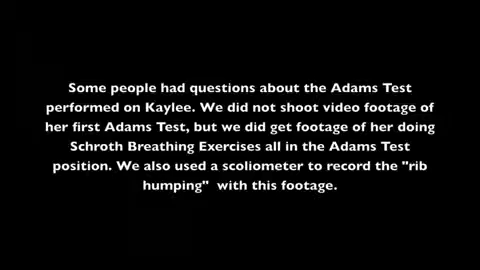 Some people had questions about the Adams Test
performed on Kaylee. We did not shoot video footage of
her first Adams Test, but we did get footage of her doing
Schroth Breathing Exercises all in the Adams Test
position. We also used a scoliometer to record the "rib
humping"  with this footage.